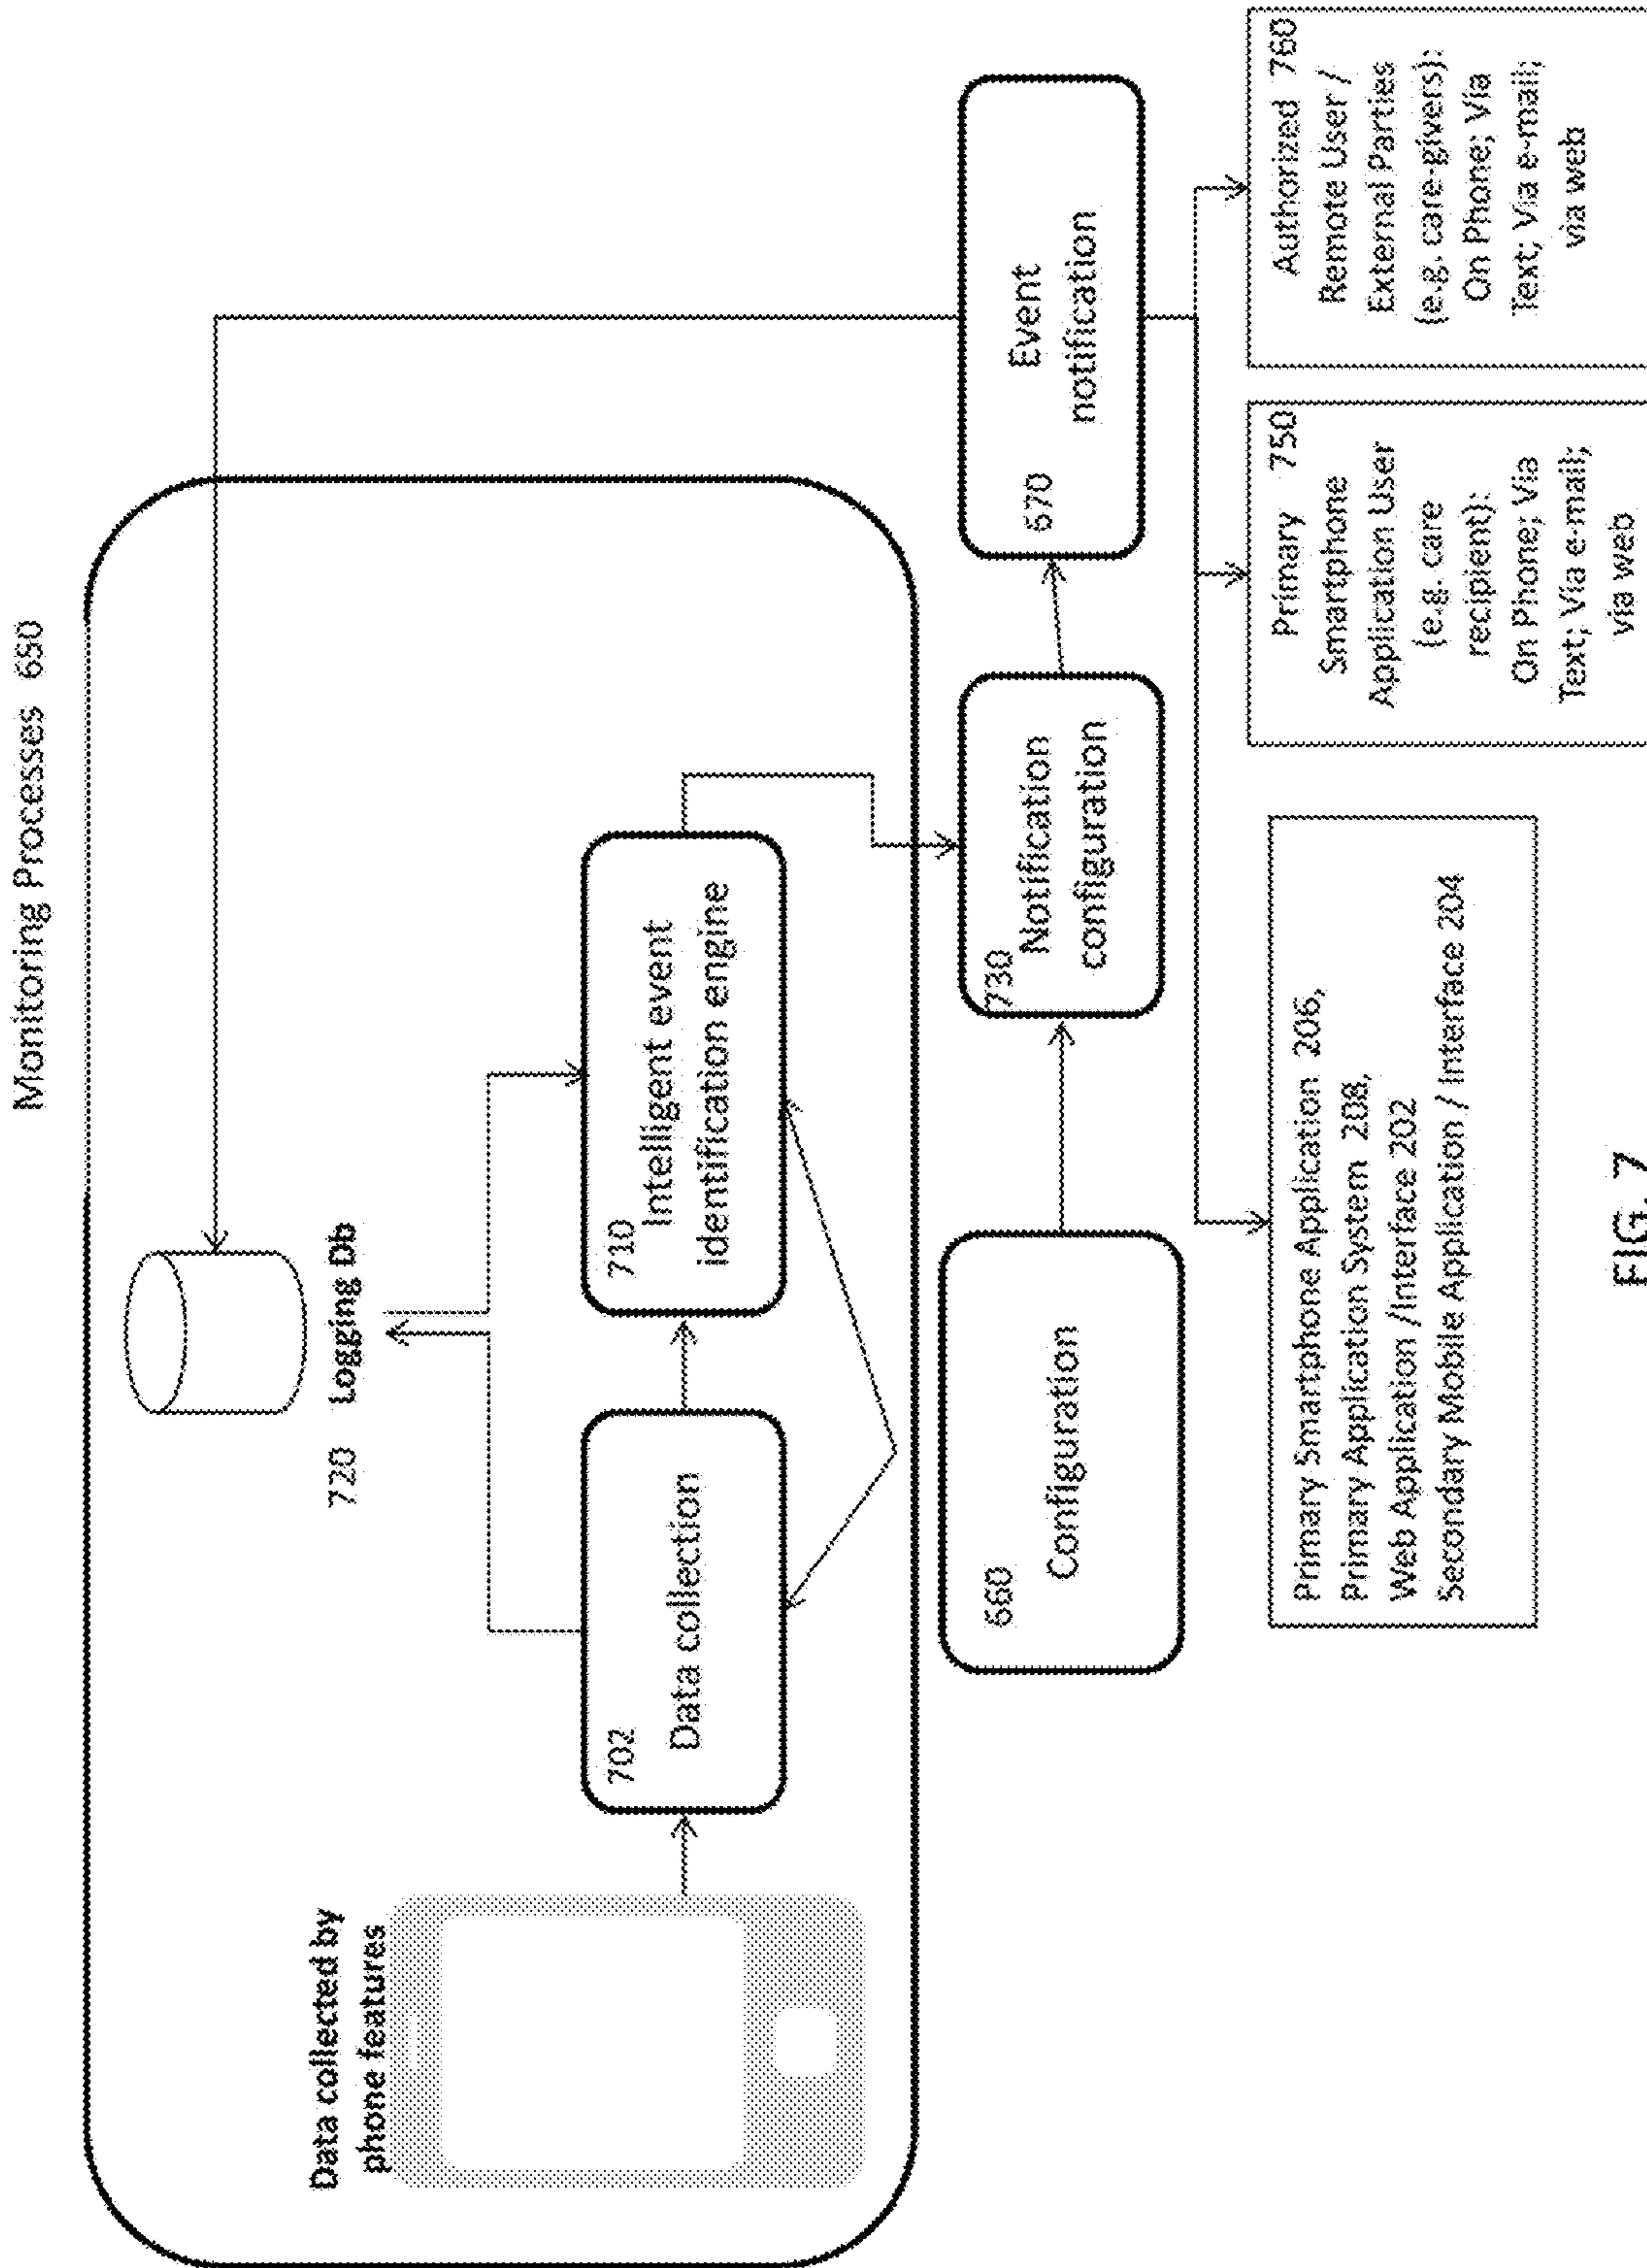 Monitoring Processes 650
Data collected by
phone features
720 Logging Db
702
Data collection
710
Intelligent event
identification engine
660
Configuration
730
Notification
configuration
670
Event
notification
Primary Smartphone Application 206,
Primary Application System 208,
Web Application /Interface 202
Secondary Mobile Application / Interface 204
Primary 750
Smartphone
Application User
(e.g. care
recipient):
On Phone; Via
Text; Via e-mail;
via web
Authorized 760
Remote User /
External Parties
(e.g. care-givers):
On Phone; Via
Text; Via e-mail;
via web
FIG. 7